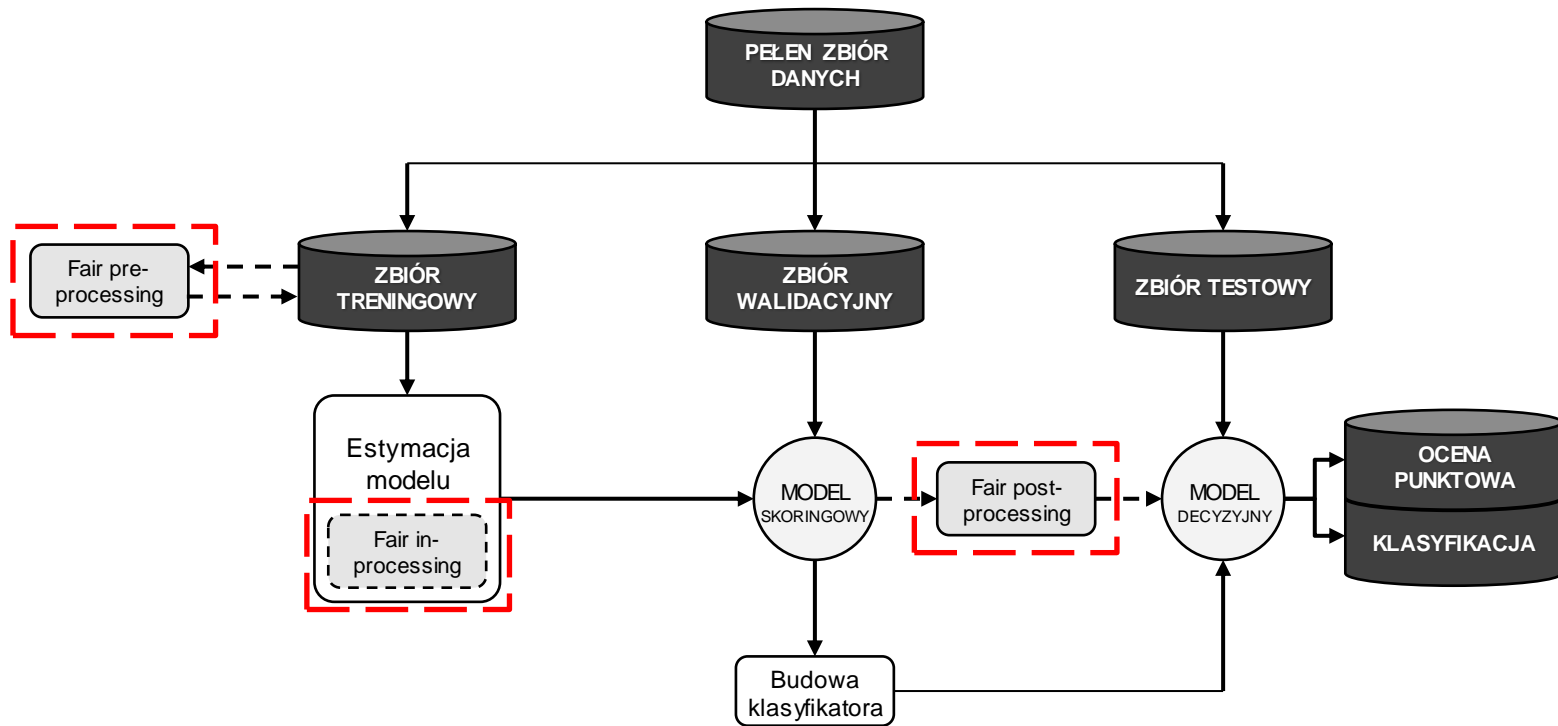 PEŁEN ZBIÓR
DANYCH
Fair pre-
processing
ZBIÓR
TRENINGOWY
ZBIÓR
WALIDACYJNY
ZBIÓR TESTOWY
Estymacja
modelu
Fair in-
processing
MODEL
SKORINGOWY
Fair post-
processing
MODEL
DECYZYJNY
OCENA
PUNKTOWA
KLASYFIKACJA
Budowa
klasyfikatora